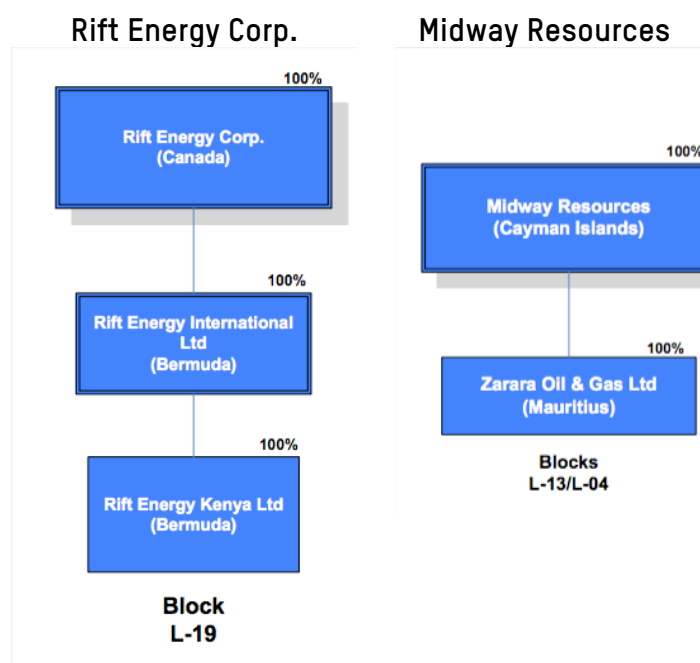 Rift Energy Corp.
100%
Rift Energy Corp.
(Canada)
100%
Rift Energy International
Ltd
(Bermuda)
100%
Rift Energy Kenya Ltd
(Bermuda)
Block
L-19
Midway Resources
100%
Midway Resources
(Cayman Islands)
100%
Zarara Oil & Gas Ltd
(Mauritius)
Blocks
L-13/L-04